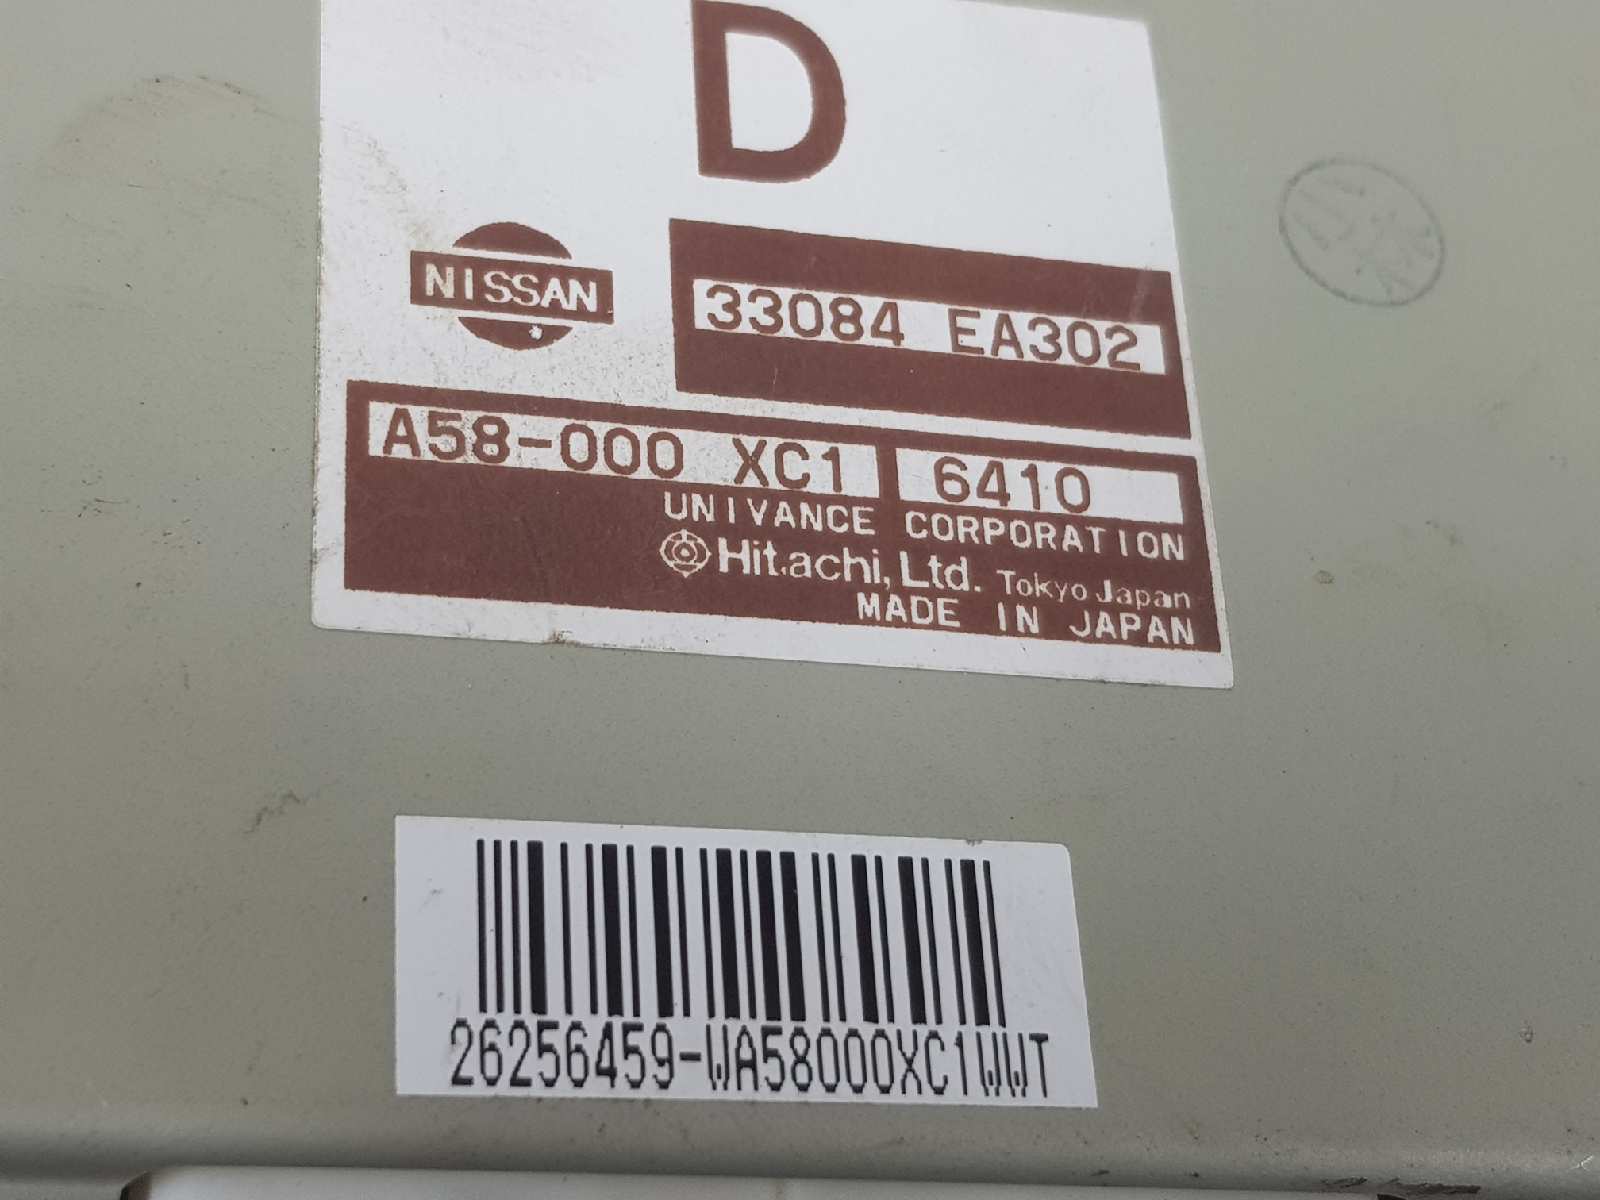 D
NISSAN
33084 EA302
A58-000 XC1 6410
UNIVANCE CORPORATION
Hitachi, Ltd. Tokyo Japan
MADE IN JAPAN
26256459-WA58000XC1WWT